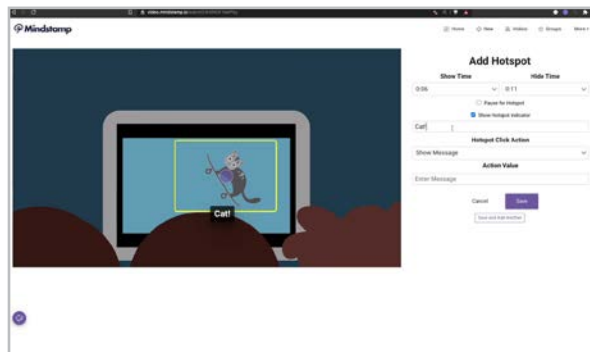 Mindstamp
Home New Videos Groups More
Add Hotspot
Show Time Hide Time
0:06 0:11
Pause for Hotspot
Show Hotspot Indicator
Cat!
Hotspot Click Action
Show Message
Action Value
Enter Message
Cancel Save
Save and Add Another
Cat!